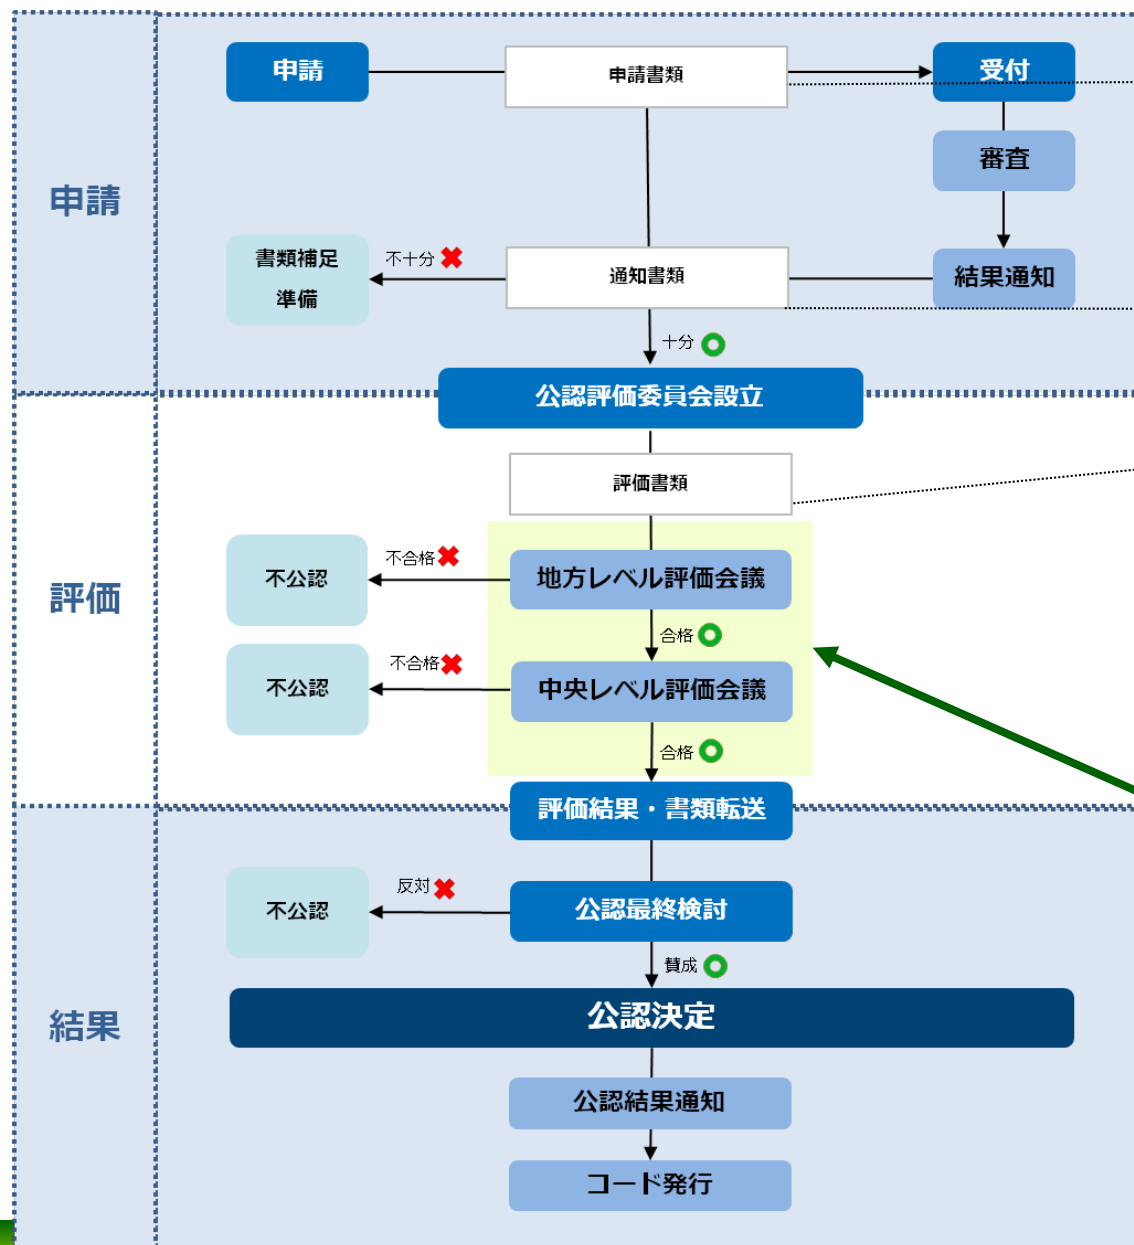 申請
申請
申請書類
受付
審査
書類補足
準備
不十分
通知書類
結果通知
十分
公認評価委員会設立
評価
評価書類
不公認
不合格
地方レベル評価会議
合格
不公認
不合格
中央レベル評価会議
合格
評価結果・書類転送
結果
不公認
反対
公認最終検討
賛成
公認決定
公認結果通知
コード発行